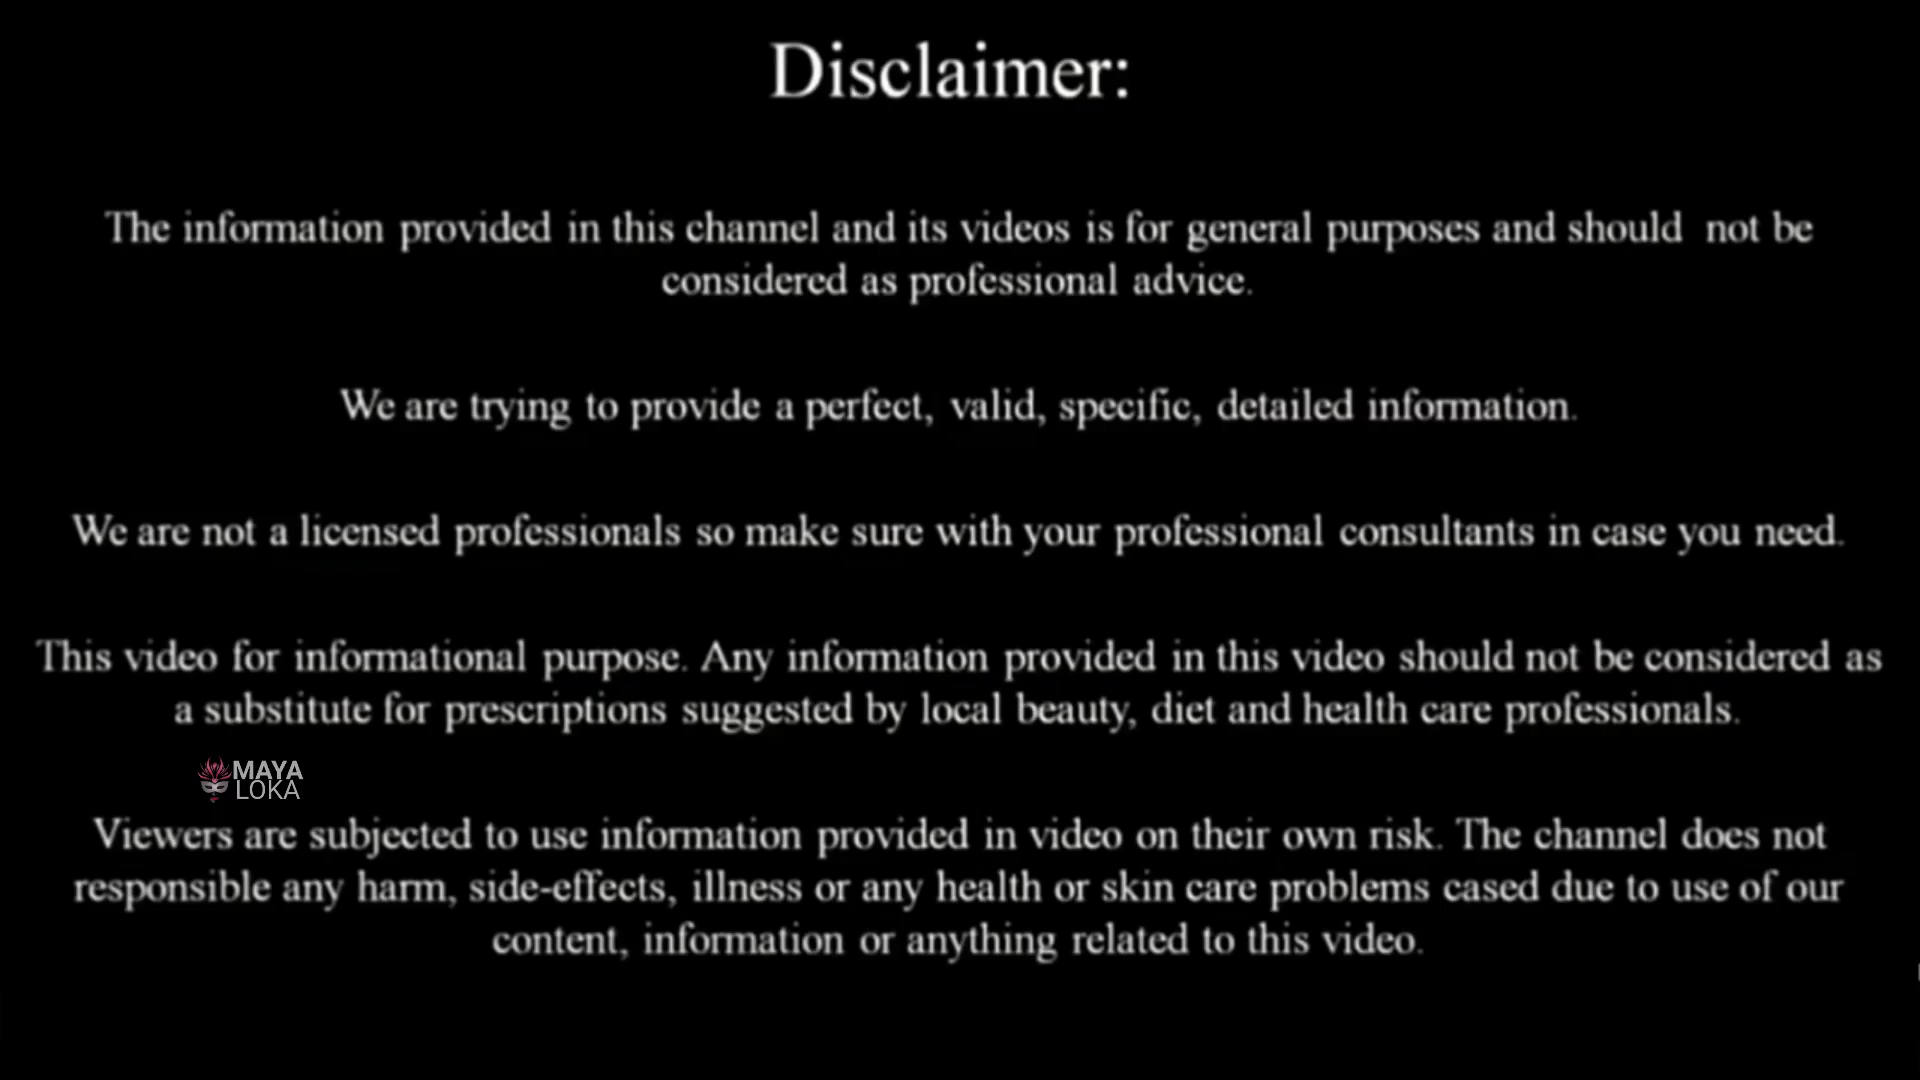 Disclaimer:
The information provided in this channel and its videos is for general purposes and should not be
considered as professional advice.
We are trying to provide a perfect, valid, specific, detailed information.
We are not a licensed professionals so make sure with your professional consultants in case you need.
This video for informational purpose. Any information provided in this video should not be considered as
a substitute for prescriptions suggested by local beauty, diet and health care professionals.
MAYA
LOKA
Viewers are subjected to use information provided in video on their own risk. The channel does not
responsible any harm, side-effects, illness or any health or skin care problems cased due to use of our
content, information or anything related to this video.